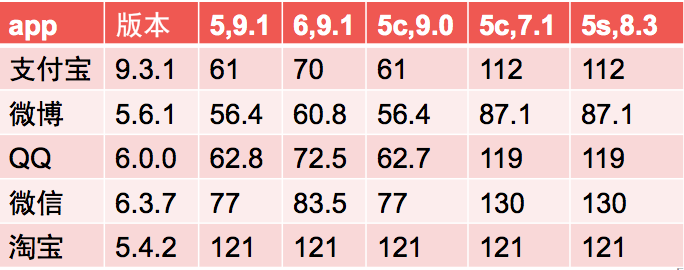 app 版本 5,9.1 6,9.1 5c,9.0 5c,7.1 5s,8.3
支付宝 9.3.1 61 70 61 112 112
微博 5.6.1 56.4 60.8 56.4 87.1 87.1
QQ 6.0.0 62.8 72.5 62.7 119 119
微信 6.3.7 77 83.5 77 130 130
淘宝 5.4.2 121 121 121 121 121